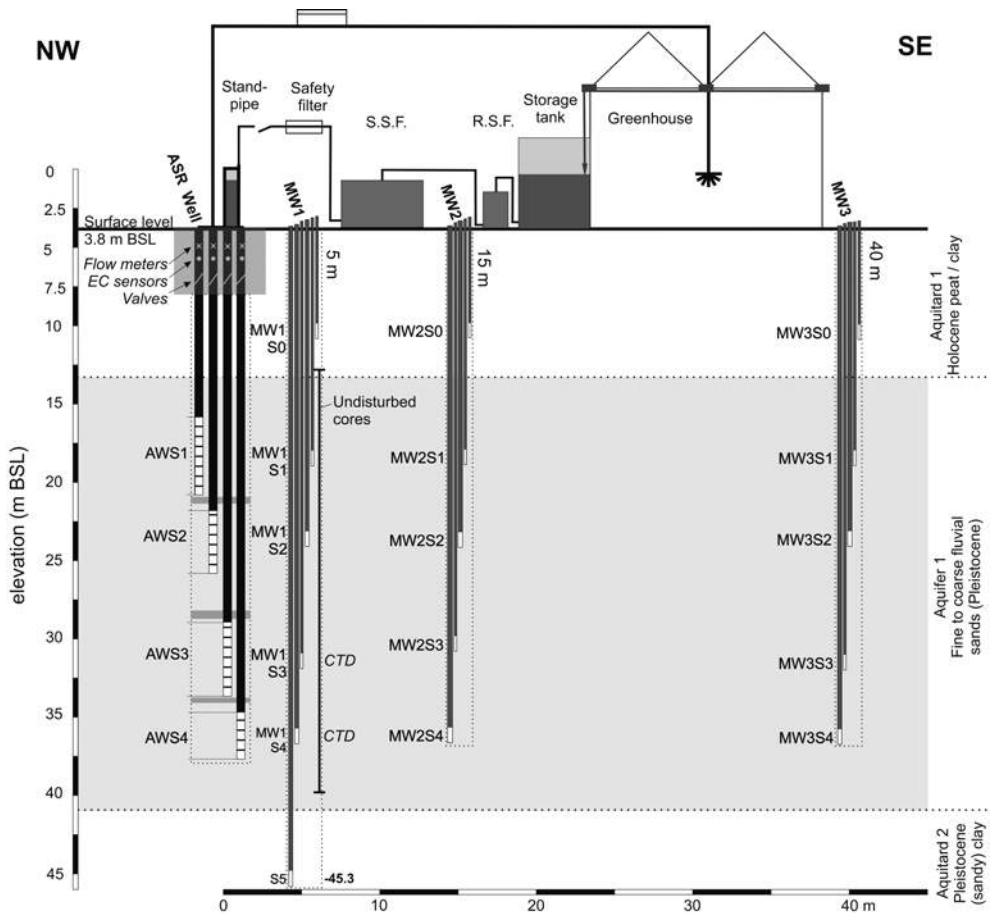 NW
SE
Stand-
pipe
Safety
filter
S.S.F.
R.S.F.
Storage
tank
Greenhouse
ASR Well
MW1
MW2
MW3
Surface level
3.8 m BSL
Flow meters
EC sensors
Valves
5 m
15 m
40 m
elevation (m BSL)
0
2.5
5
7.5
10
15
20
25
30
35
40
45
MW1
S0
MW2S0
MW3S0
Undisturbed
cores
AWS1
MW1
S1
MW2S1
MW3S1
AWS2
MW1
S2
MW2S2
MW3S2
AWS3
MW1
S3
CTD
MW2S3
MW3S3
AWS4
MW1
S4
CTD
MW2S4
MW3S4
S5
-45.3
Aquitard 1
Holocene peat / clay
Aquifer 1
Fine to coarse fluvial
sands (Pleistocene)
Aquitard 2
Pleistocene
(sandy) clay
0
10
20
30
40 m